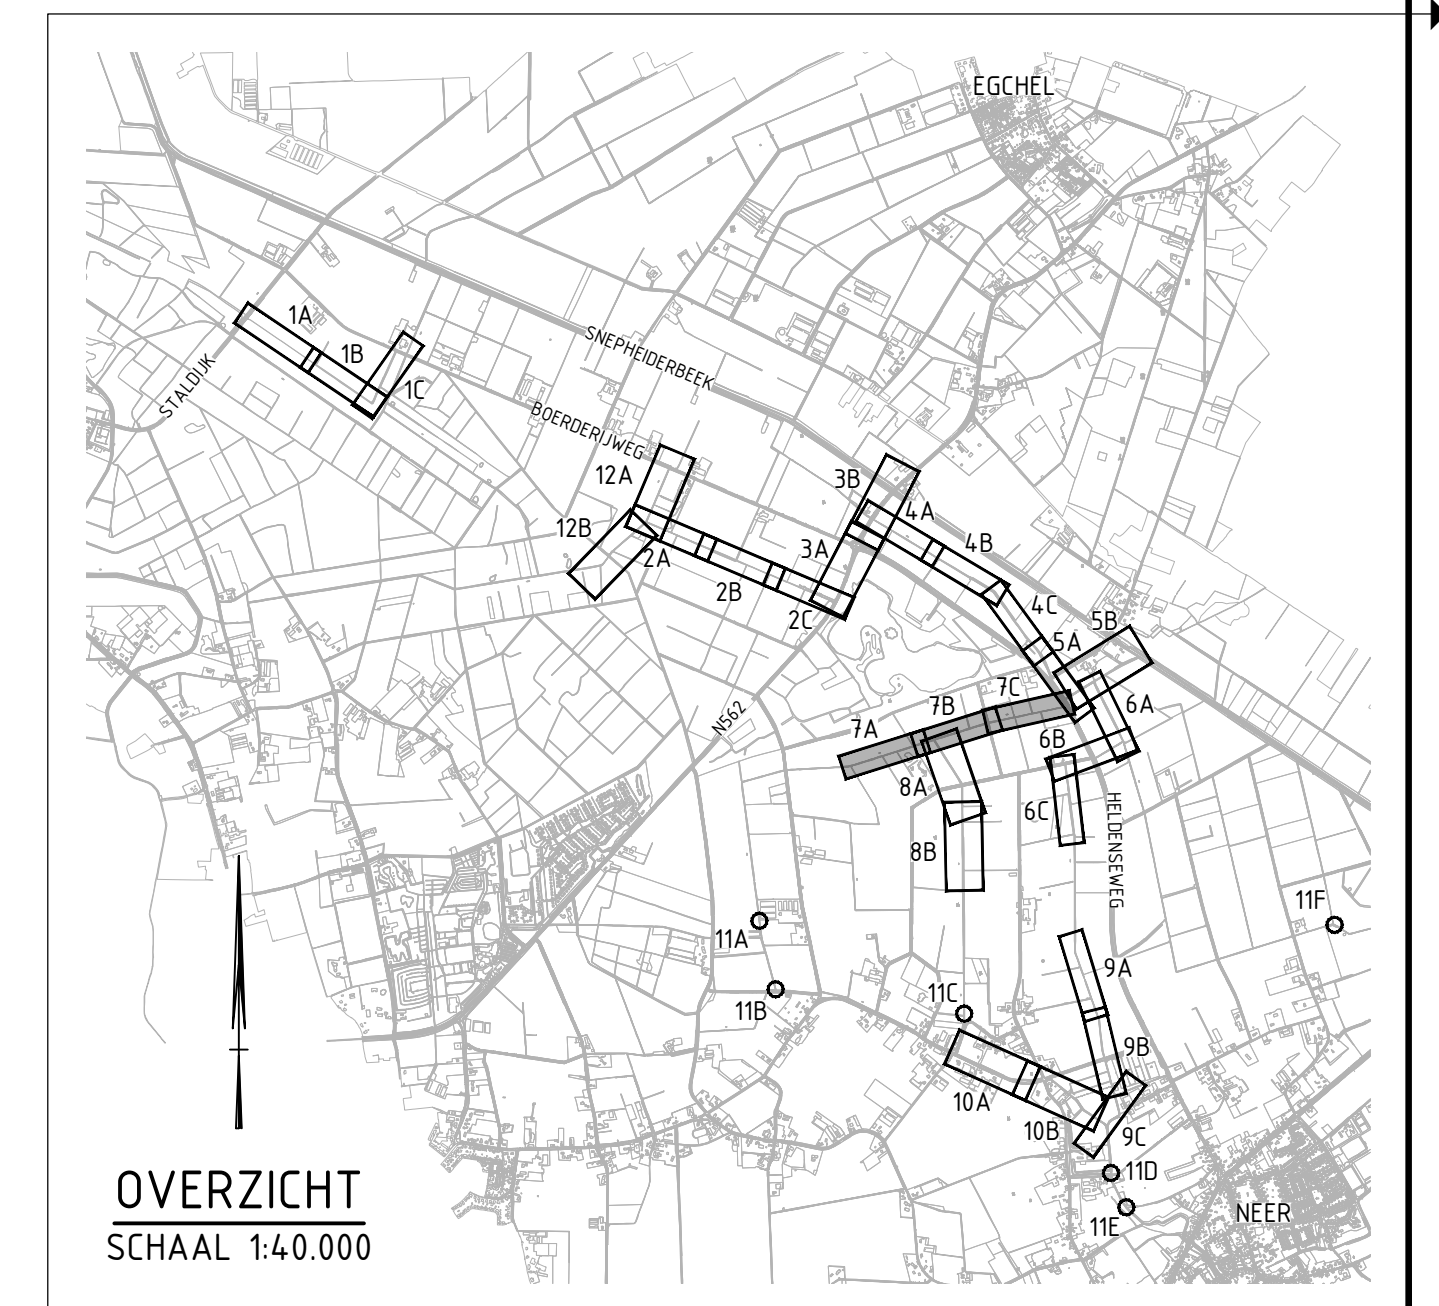 EGCHEL
1A
1B
1C
STALDIJK
SNEPHEIDERBEEK
BOERDERIJWEG
12A
12B
2A
2B
2C
3B
3A
4A
4B
4C
5B
5A
6A
7C
7B
7A
N562
6B
6C
8A
8B
HELDENSEWEG
11F
11A
11B
11C
9A
9B
9C
10A
10B
11D
11E
NEER
OVERZICHT
SCHAAL 1:40.000